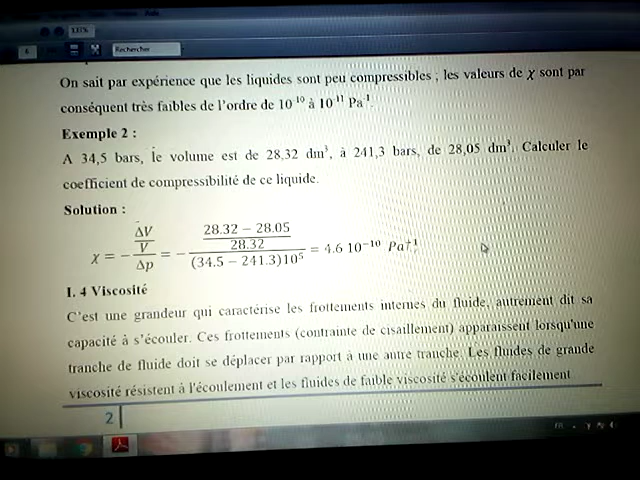 6
Rechercher
On sait par expérience que les liquides sont peu compressibles ; les valeurs de χ sont par
conséquent très faibles de l'ordre de 10⁻¹⁰ à 10⁻¹¹ Pa⁻¹.
Exemple 2 :
A 34,5 bars, le volume est de 28,32 dm³, à 241,3 bars, de 28,05 dm³. Calculer le
coefficient de compressibilité de ce liquide.
Solution :
χ = − (ΔV/V)/Δp = − ((28.32 − 28.05)/28.32)/((34.5 − 241.3)10⁵) = 4.6 10⁻¹⁰ Pa⁻¹
I. 4 Viscosité
C'est une grandeur qui caractérise les frottements internes du fluide, autrement dit sa
capacité à s'écouler. Ces frottements (contrainte de cisaillement) apparaissent lorsqu'une
tranche de fluide doit se déplacer par rapport à une autre tranche. Les fluides de grande
viscosité résistent à l'écoulement et les fluides de faible viscosité s'écoulent facilement
2
FR